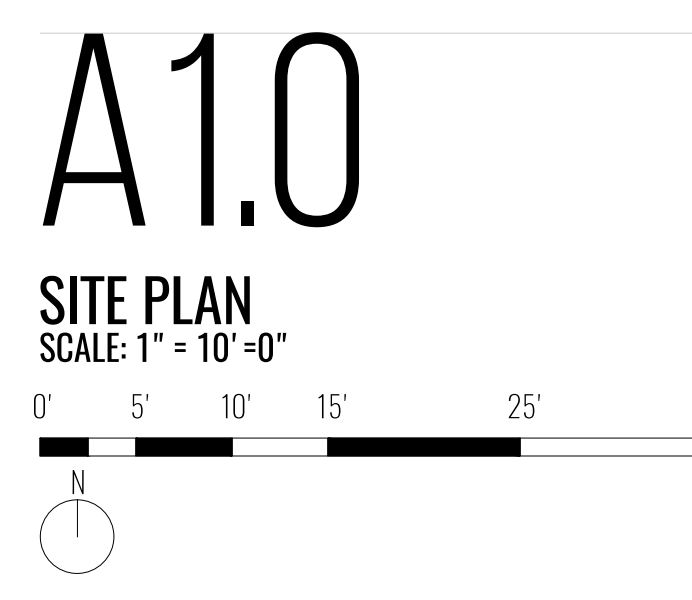 A1.0
SITE PLAN
SCALE: 1" = 10'=0"
0' 5' 10' 15' 25'
N